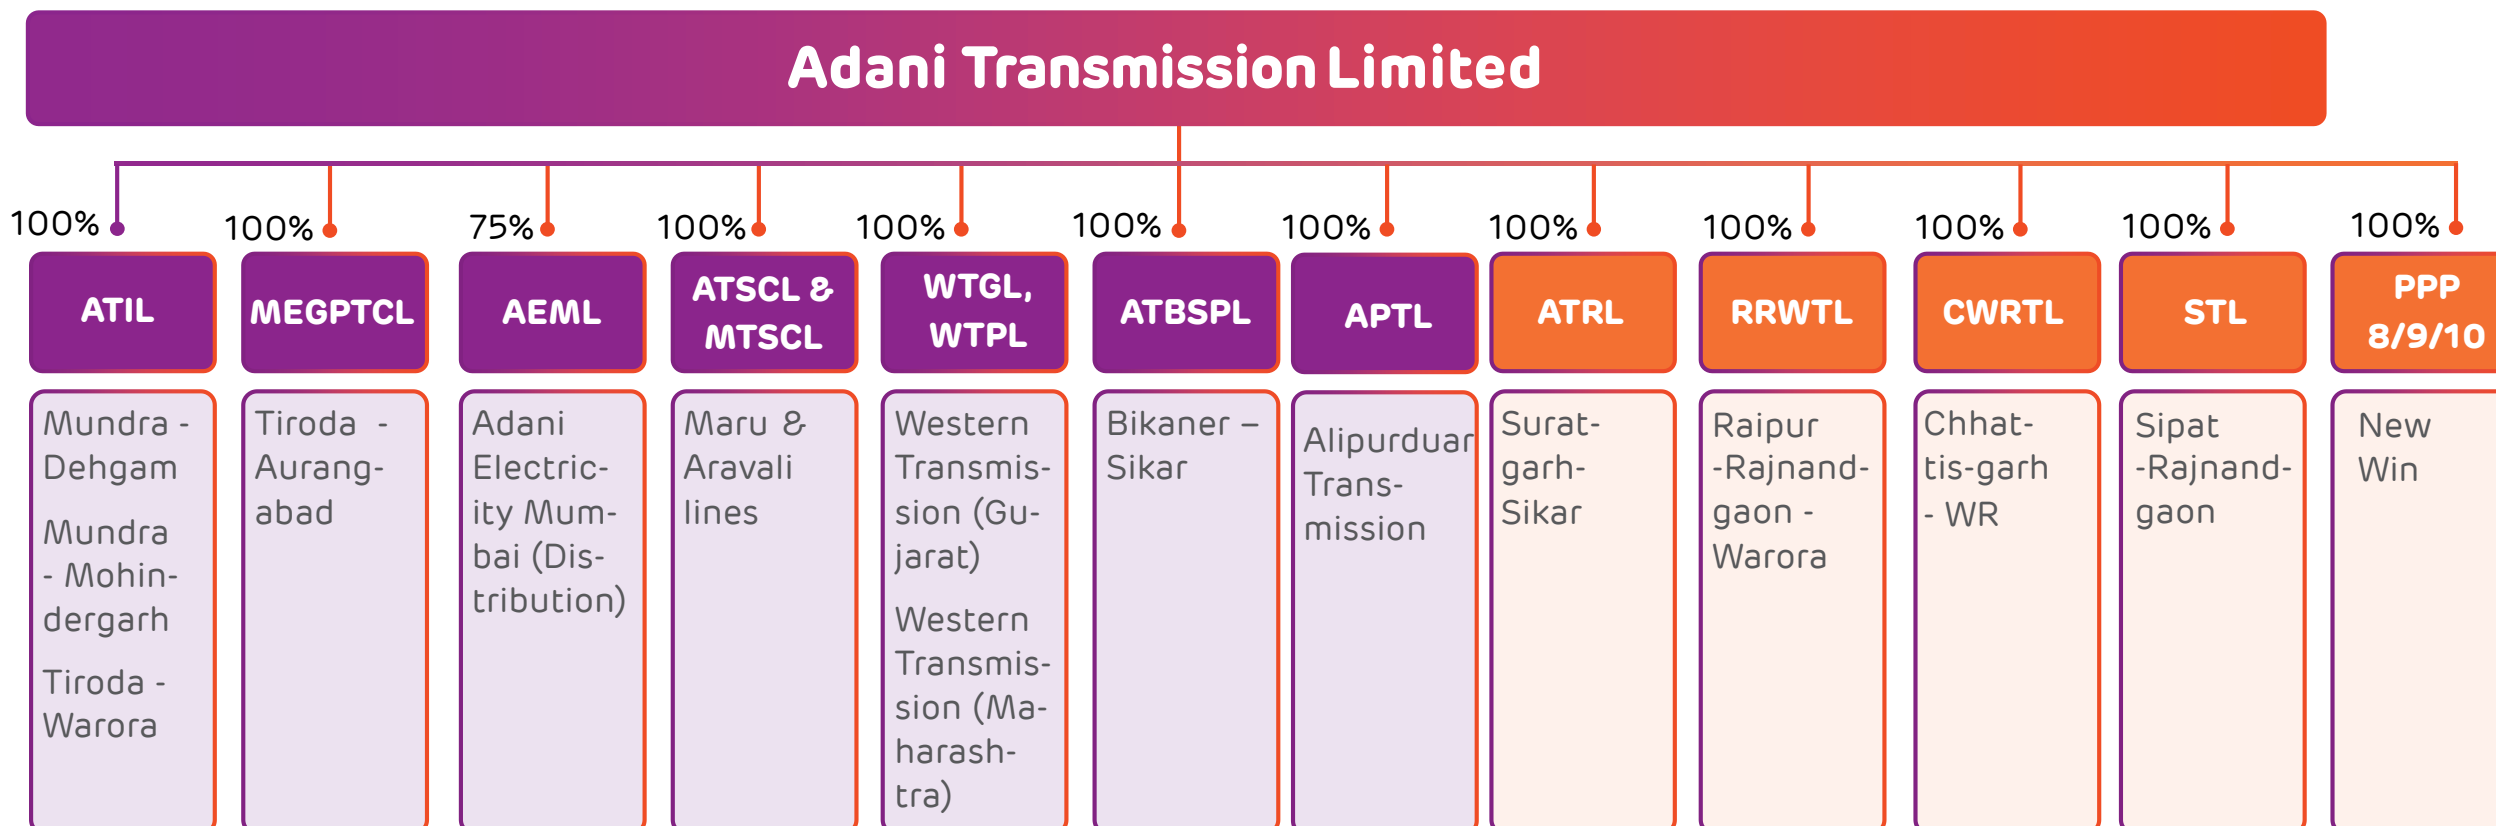 Adani Transmission Limited
100%
100%
75%
100%
100%
100%
100%
100%
100%
100%
100%
100%
ATIL
MEGPTCL
AEML
ATSCL &
MTSCL
WTGL,
WTPL
ATBSPL
APTL
ATRL
RRWTL
CWRTL
STL
PPP
8/9/10
Mundra -
Dehgam
Mundra
- Mohin-
dergarh
Tiroda -
Warora
Tiroda -
Aurang-
abad
Adani
Electric-
ity Mum-
bai (Dis-
tribution)
Maru &
Aravali
lines
Western
Transmis-
sion (Gu-
jarat)
Western
Transmis-
sion (Ma-
harash-
tra)
Bikaner –
Sikar
Alipurduar
Trans-
mission
Surat-
garh-
Sikar
Raipur
-Rajnand-
gaon -
Warora
Chhat-
tis-garh
- WR
Sipat
-Rajnand-
gaon
New
Win